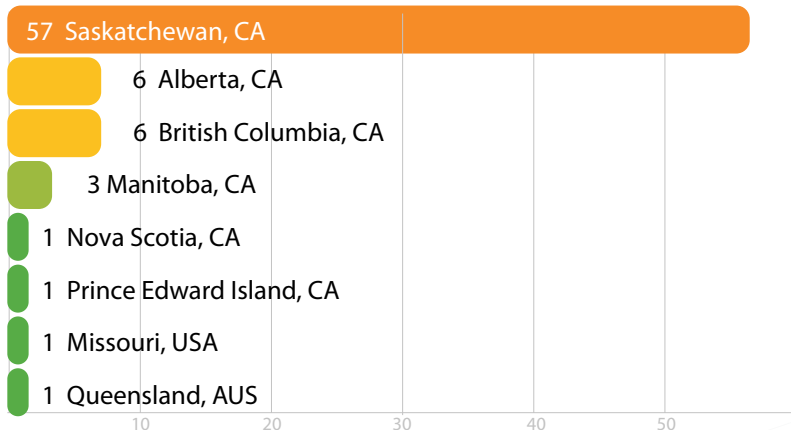 57 Saskatchewan, CA
6 Alberta, CA
6 British Columbia, CA
3 Manitoba, CA
1 Nova Scotia, CA
1 Prince Edward Island, CA
1 Missouri, USA
1 Queensland, AUS
10 20 30 40 50